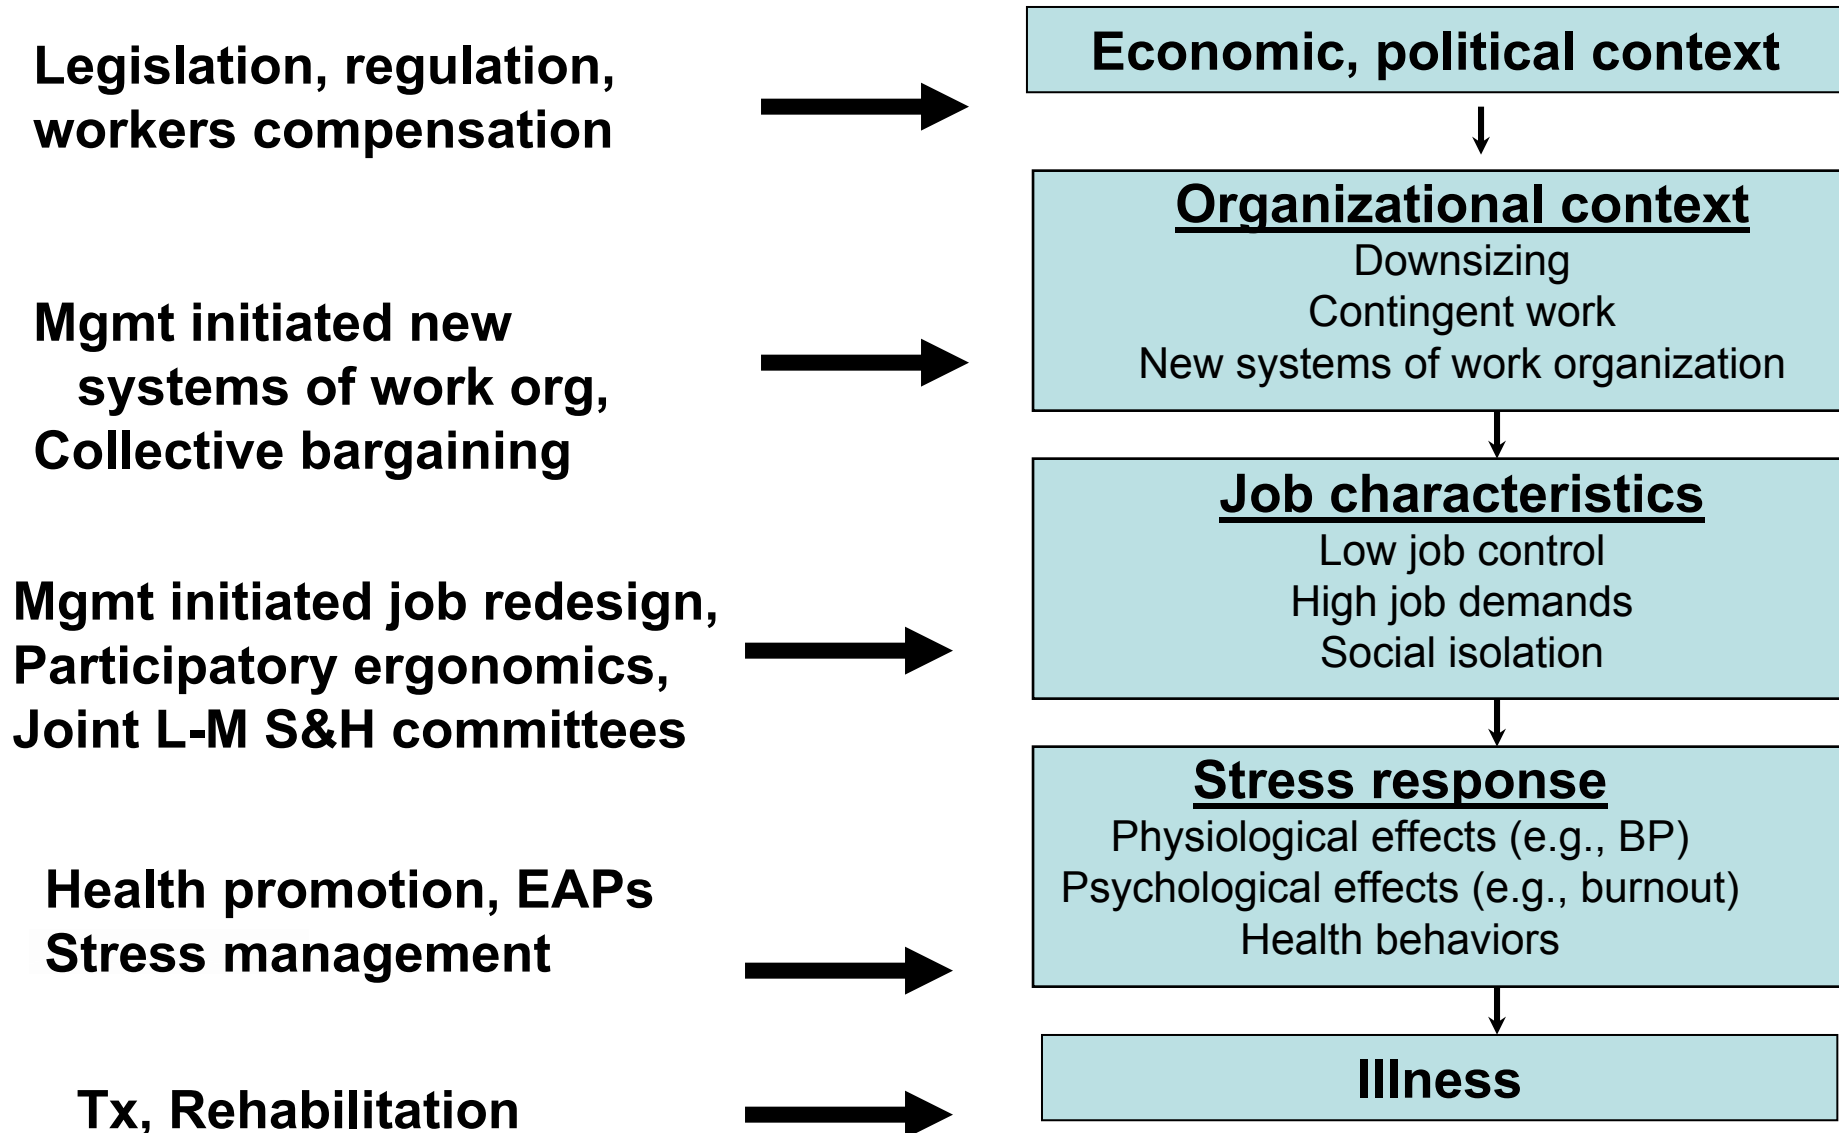 Legislation, regulation,
workers compensation
Economic, political context
Mgmt initiated new
systems of work org,
Collective bargaining
Organizational context
Downsizing
Contingent work
New systems of work organization
Mgmt initiated job redesign,
Participatory ergonomics,
Joint L-M S&H committees
Job characteristics
Low job control
High job demands
Social isolation
Health promotion, EAPs
Stress management
Stress response
Physiological effects (e.g., BP)
Psychological effects (e.g., burnout)
Health behaviors
Tx, Rehabilitation
Illness